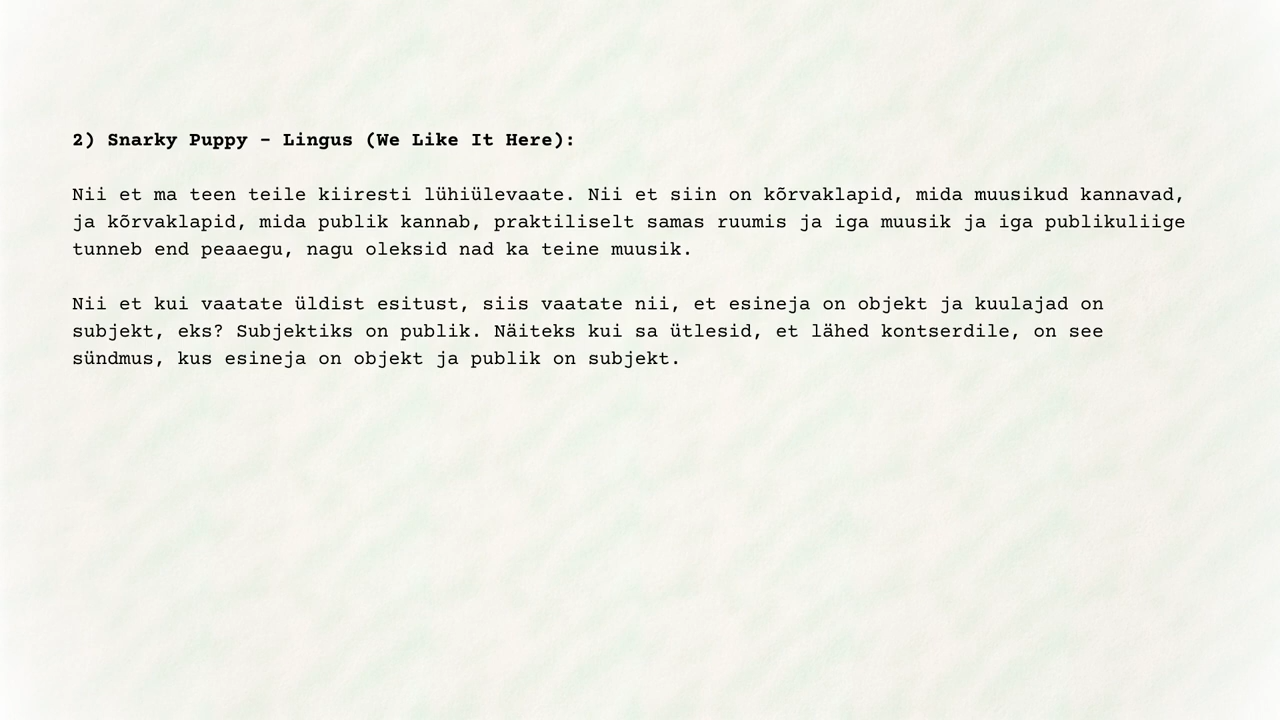 2) Snarky Puppy - Lingus (We Like It Here):
Nii et ma teen teile kiiresti lühiülevaate. Nii et siin on kõrvaklapid, mida muusikud kannavad,
ja kõrvaklapid, mida publik kannab, praktiliselt samas ruumis ja iga muusik ja iga publikuliige
tunneb end peaaegu, nagu oleksid nad ka teine muusik.
Nii et kui vaatate üldist esitust, siis vaatate nii, et esineja on objekt ja kuulajad on
subjekt, eks? Subjektiks on publik. Näiteks kui sa ütlesid, et lähed kontserdile, on see
sündmus, kus esineja on objekt ja publik on subjekt.